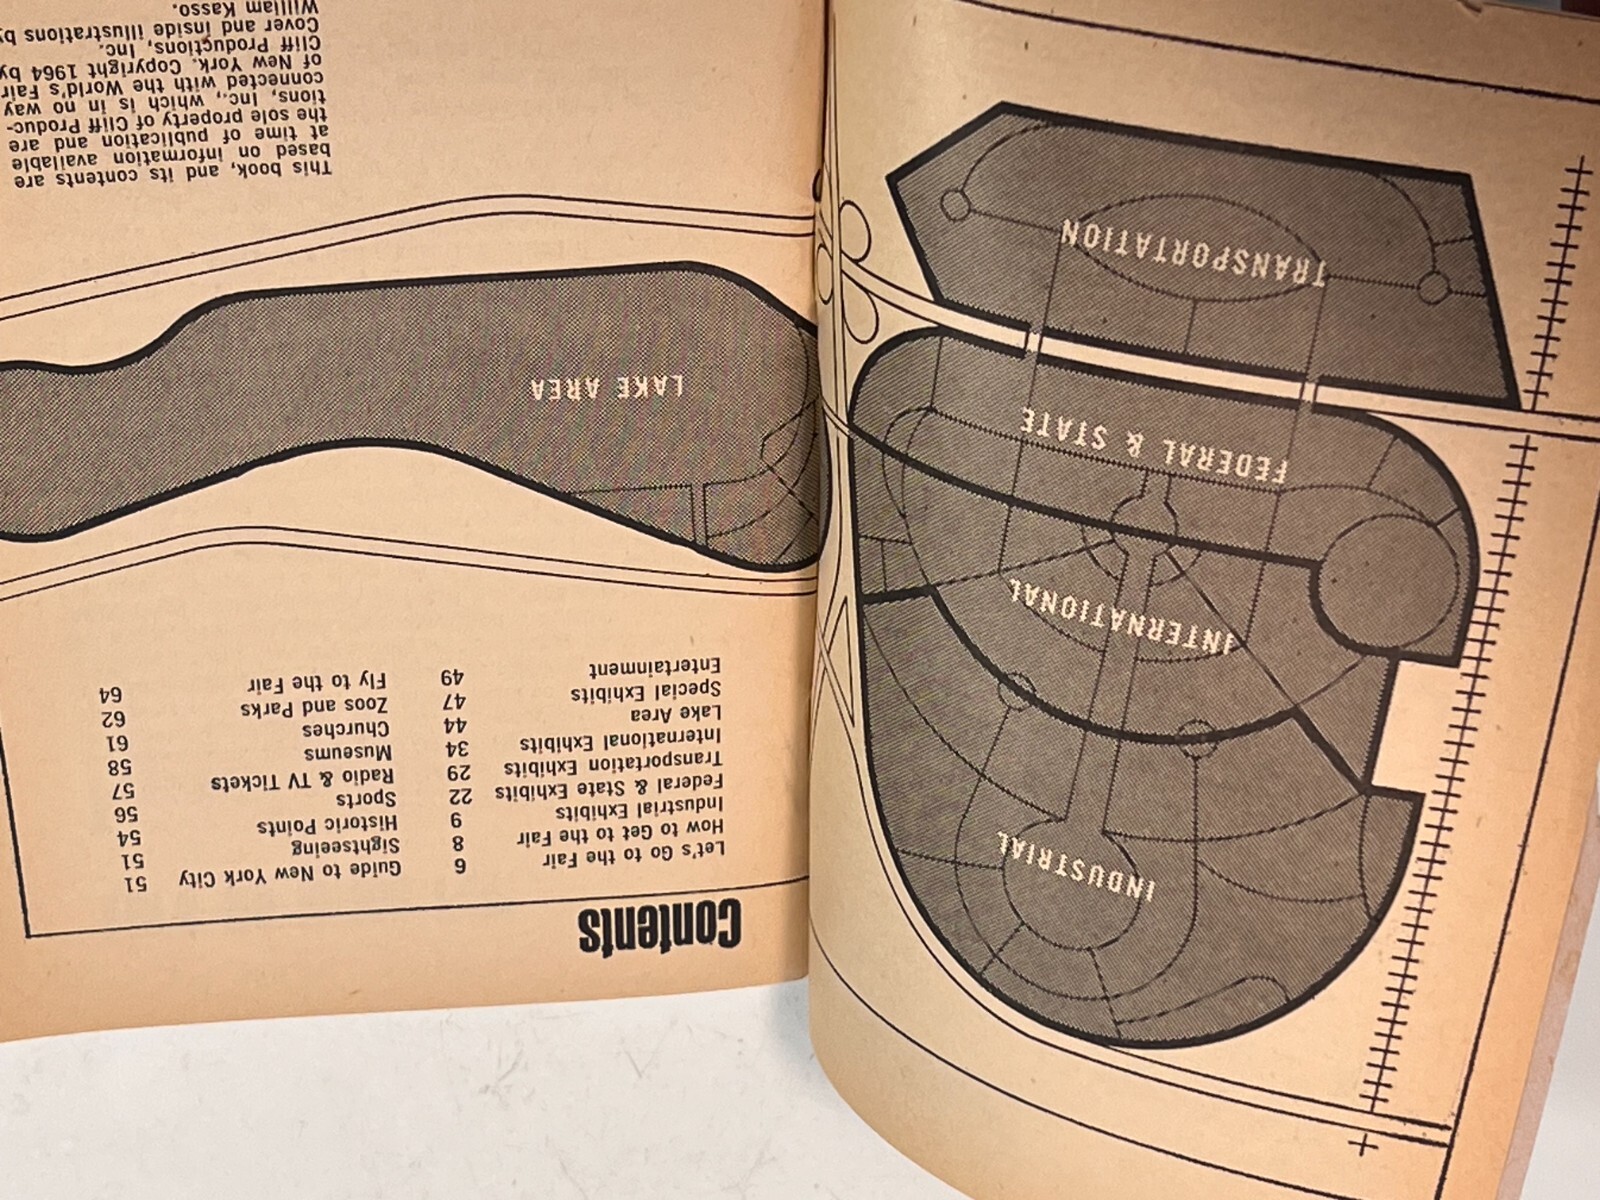 INDUSTRIAL
INTERNATIONAL
FEDERAL & STATE
TRANSPORTATION
Contents
Let's Go to the Fair 6
How to Get to the Fair 8
Industrial Exhibits 9
Federal & State Exhibits 22
Transportation Exhibits 29
International Exhibits 34
Lake Area 44
Special Exhibits 47
Entertainment 49
Guide to New York City 51
Sightseeing 51
Historic Points 54
Sports 56
Radio & TV Tickets 57
Museums 58
Churches 61
Zoos and Parks 62
Fly to the Fair 64
LAKE AREA
This book, and its contents are
based on information available
at time of publication and are
the sole property of Cliff Produc-
tions, Inc., which is in no way
connected with the World's Fair
of New York. Copyright 1964 by
Cliff Productions, Inc.
Cover and inside illustrations by
William Kasso.